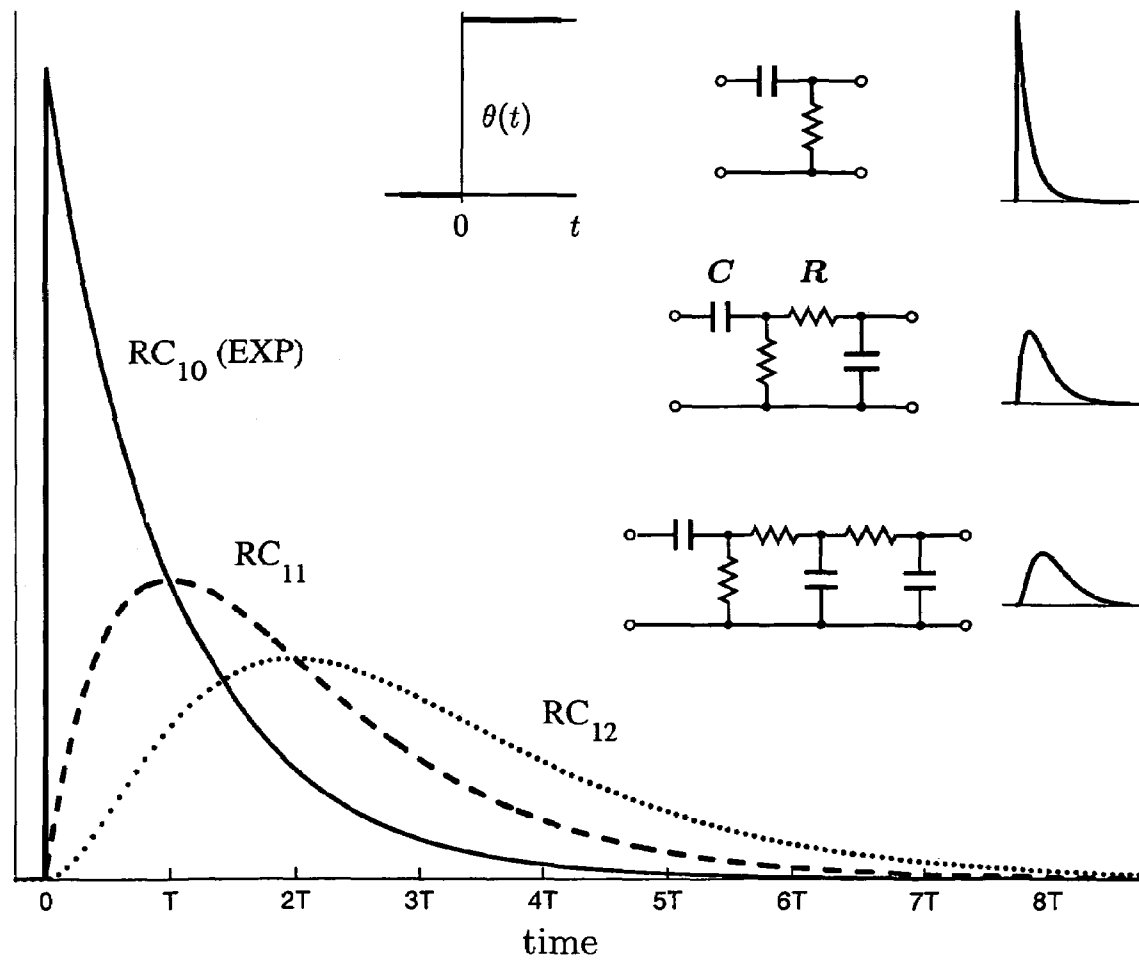 θ(t)
0
t
C
R
RC₁₀ (EXP)
RC₁₁
RC₁₂
0 T 2T 3T 4T 5T 6T 7T 8T
time